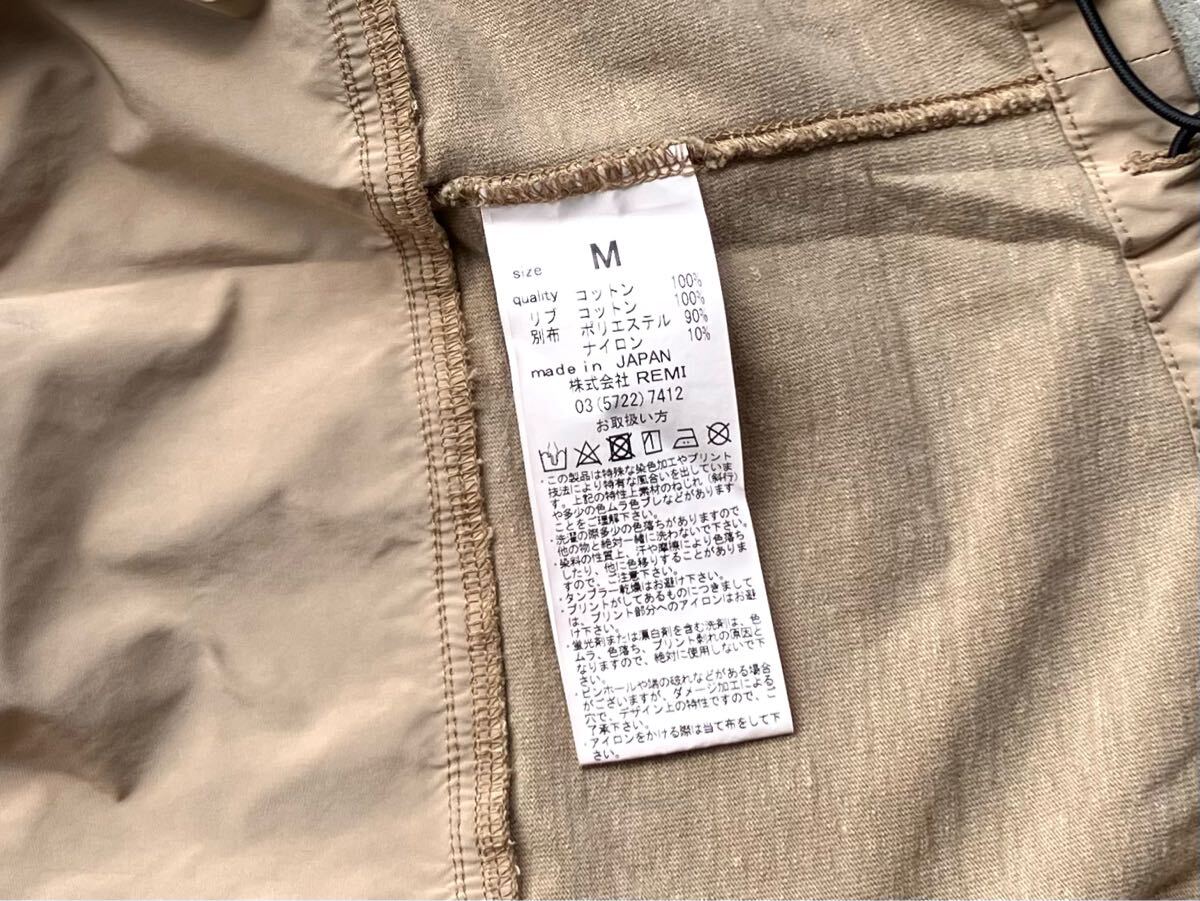 size M
quality コットン 100%
リブ コットン 100%
別布 ポリエステル 90%
ナイロン 10%
made in JAPAN
株式会社 REMI
03(5722)7412
お取扱い方
・この製品は特殊な染色加工やプリント
技法により特有な風合いを出していま
す。上記の特性上素材のねじれ（斜行）
や多少の色ムラ色ブレなどがあります
ことをご理解下さい。
・洗濯の際多少の色落ちがありますので
他の物と絶対一緒に洗わないで下さい。
・染料の性質上、汗や摩擦により色落ち
したり、他に色移りすることがありま
すので、ご注意下さい。
・タンブラー乾燥はお避け下さい。
・プリントがしてあるものにつきまして
は、プリント部分へのアイロンはお避
け下さい。
・蛍光剤または漂白剤を含む洗剤は、色
ムラ、色落ち、プリント剥れの原因と
なりますので、絶対に使用しないで下
さい。
・ピンホールや溝の破れなどがある場合
がございますが、ダメージ加工による
穴で、デザイン上の特性ですので、ご
了承下さい。
・アイロンをかける際は当て布をして下
さい。